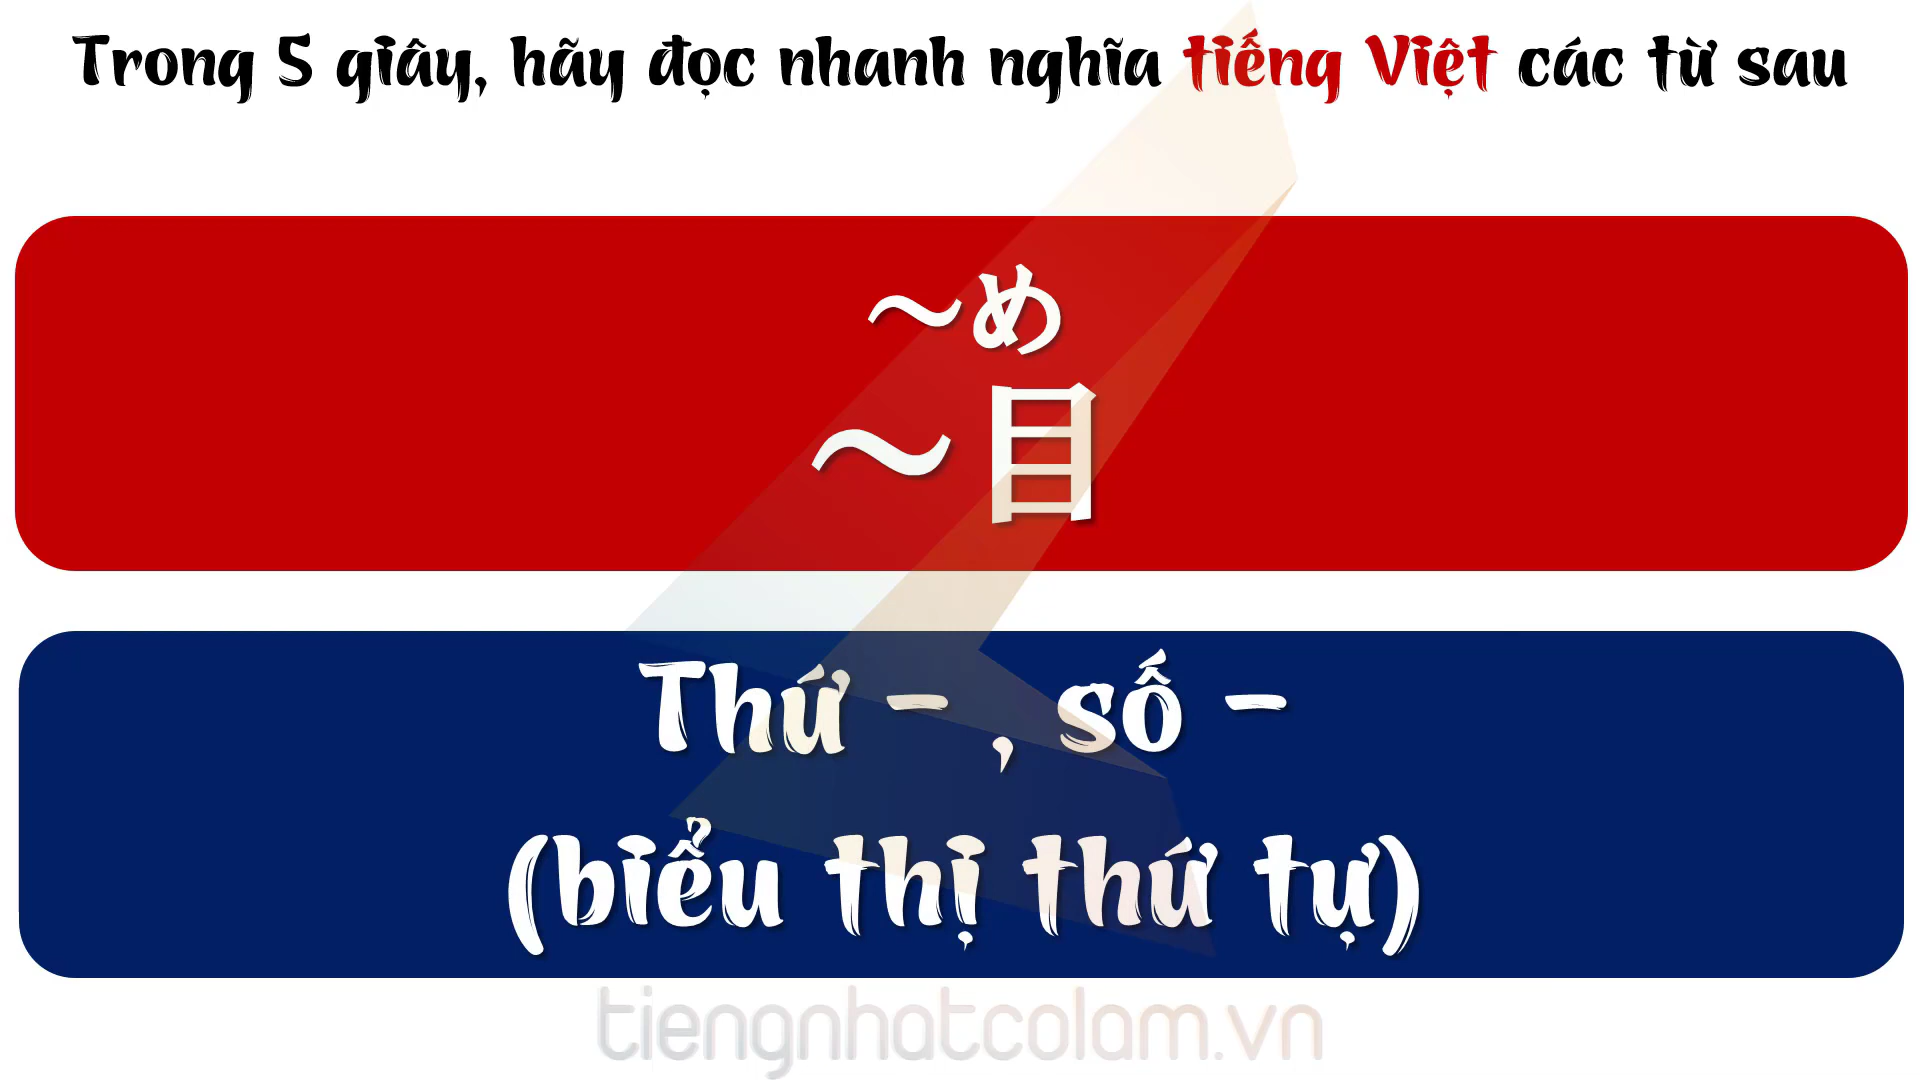 Trong 5 giây, hãy đọc nhanh nghĩa tiếng Việt các từ sau
～め
～目
Thứ - , số -
(biểu thị thứ tự)
tiengnhatcolam.vn